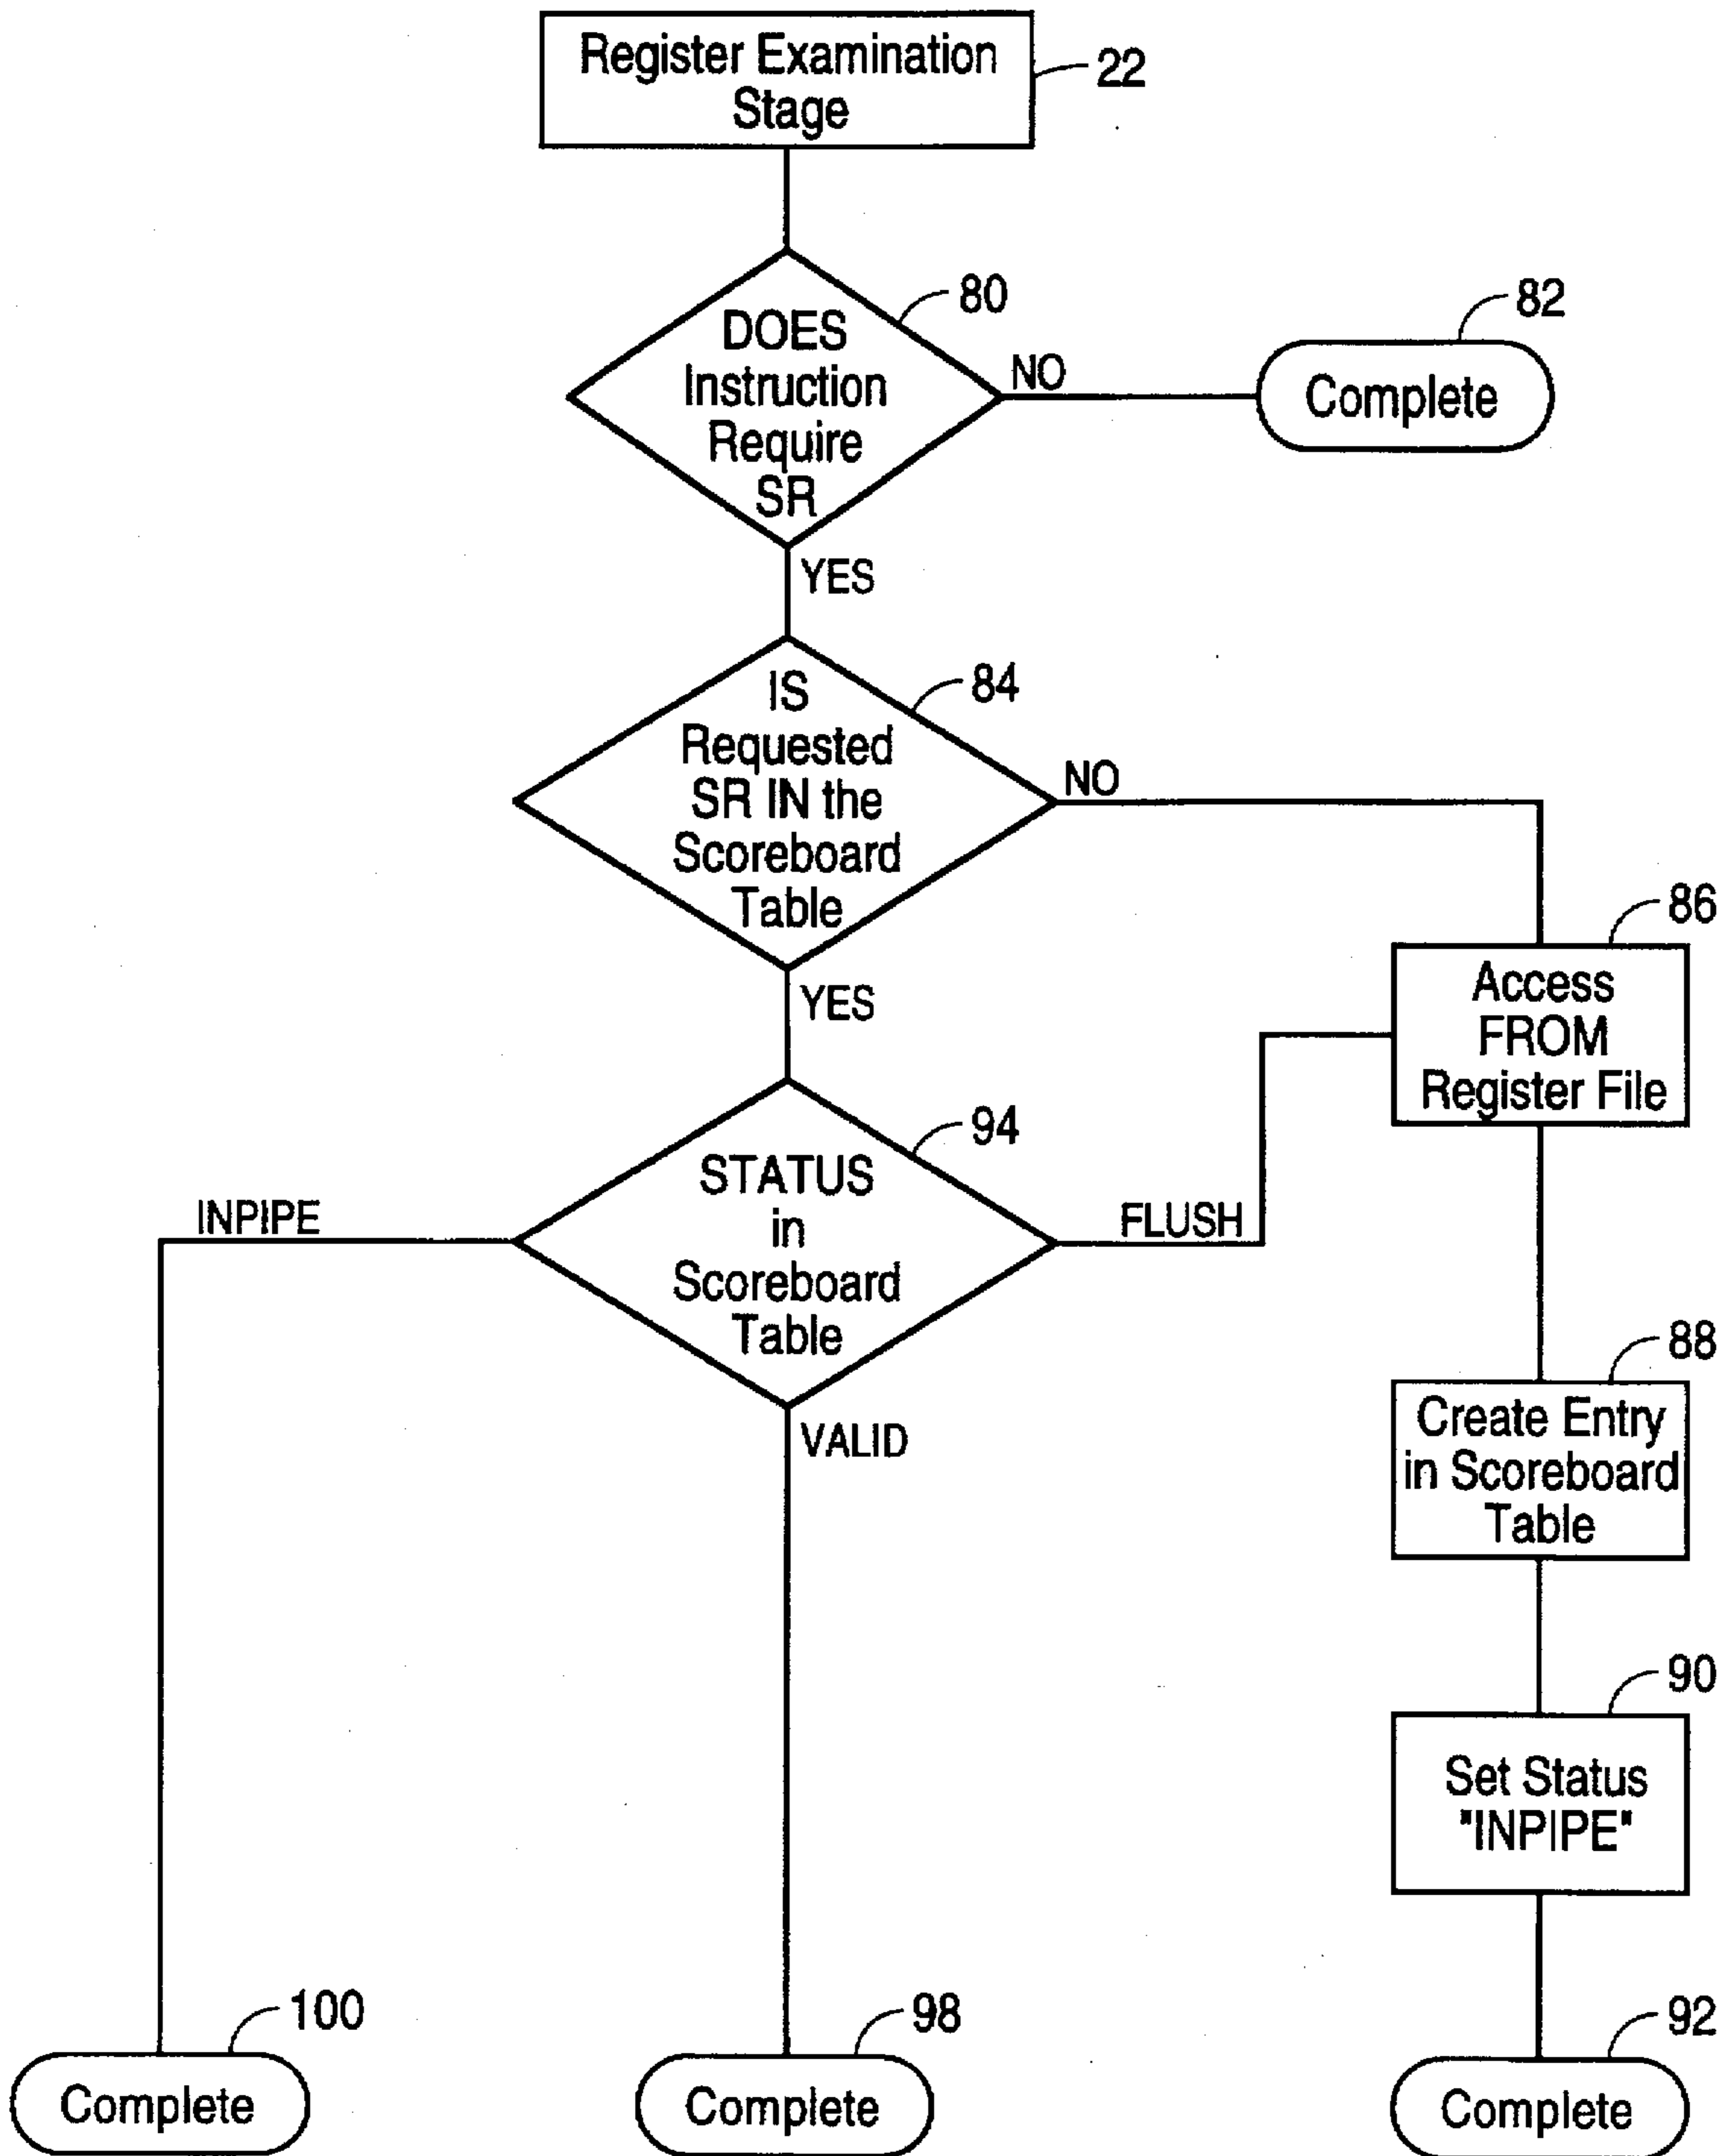 Register Examination
Stage
22
80
DOES
Instruction
Require
SR
NO
82
Complete
YES
84
IS
Requested
SR IN the
Scoreboard
Table
NO
86
Access
FROM
Register File
YES
94
STATUS
in
Scoreboard
Table
INPIPE
FLUSH
VALID
88
Create Entry
in Scoreboard
Table
90
Set Status
"INPIPE"
100
Complete
98
Complete
92
Complete